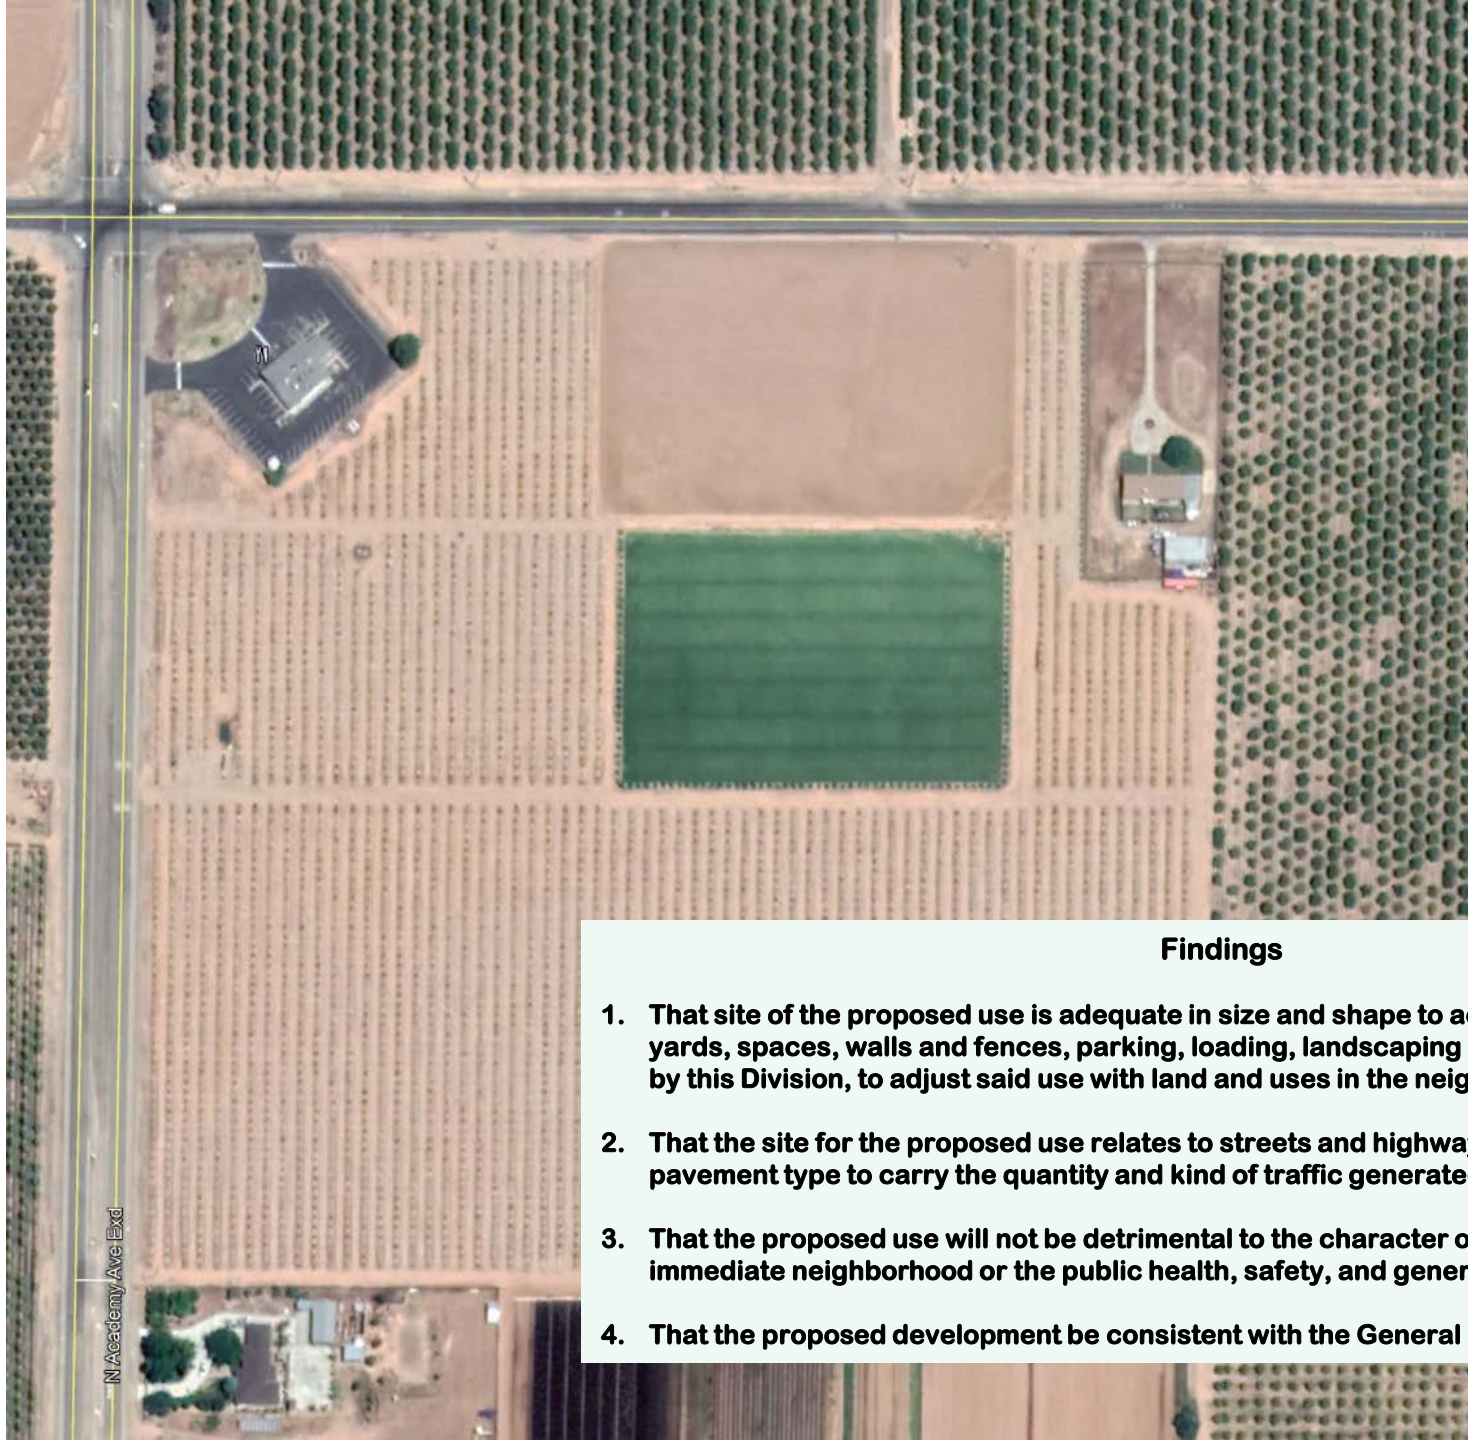 N Academy Ave Exd
Findings
1. That site of the proposed use is adequate in size and shape to
yards, spaces, walls and fences, parking, loading, landscaping
by this Division, to adjust said use with land and uses in the
2. That the site for the proposed use relates to streets and
pavement type to carry the quantity and kind of traffic
3. That the proposed use will not be detrimental to the character
immediate neighborhood or the public health, safety, and
4. That the proposed development be consistent with the General